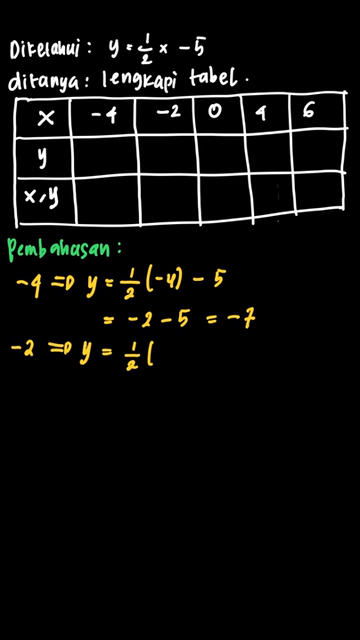 Diketahui : y = 1/2 x - 5
ditanya : lengkapi tabel .
x -4 -2 0 4 6
y
x,y
Pembahasan :
-4 => y = 1/2 (-4) - 5
= -2 - 5 = -7
-2 => y = 1/2 (